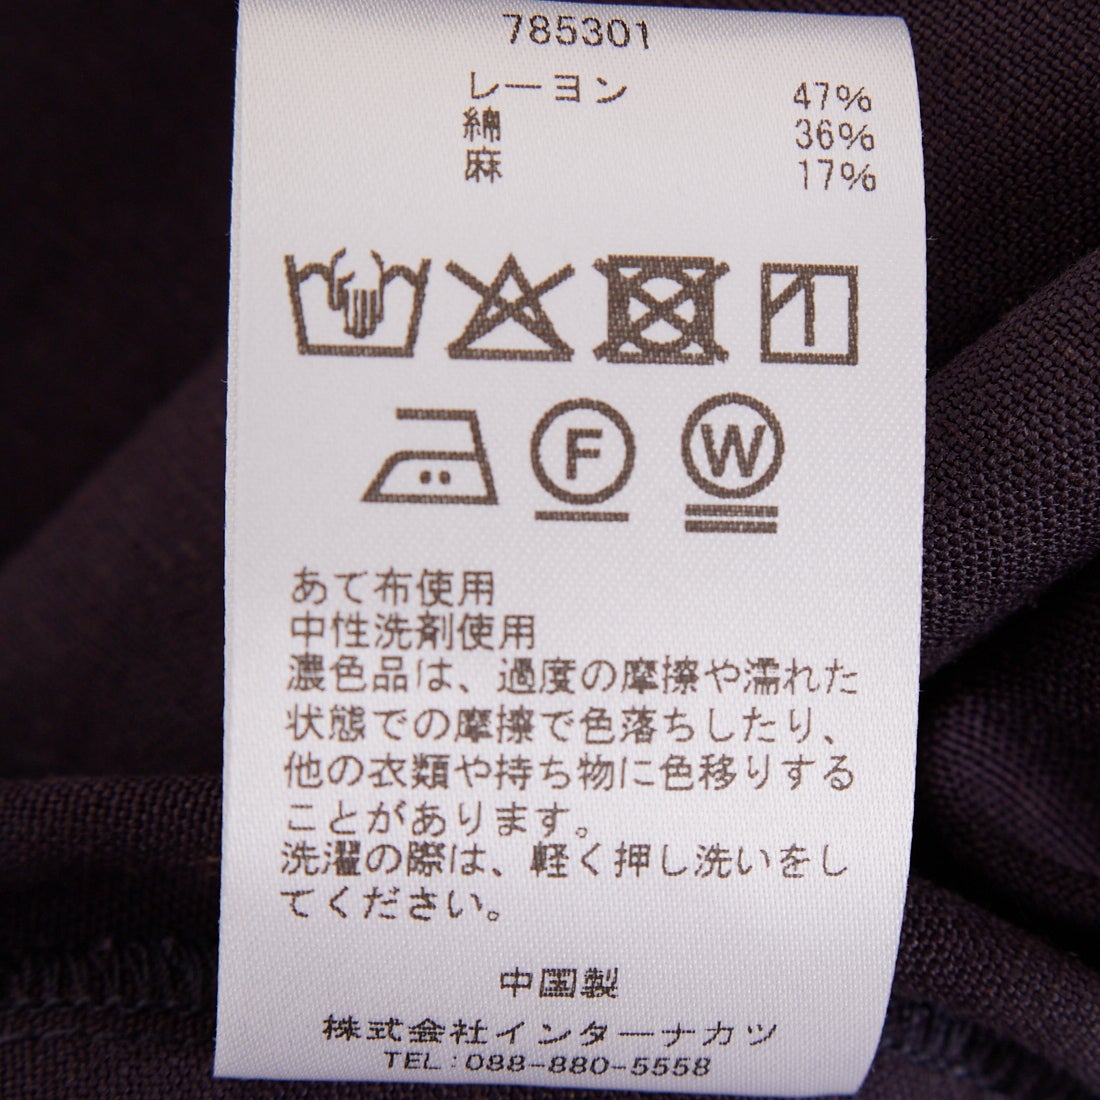 785301
レーヨン 47%
綿 36%
麻 17%
F W
あて布使用
中性洗剤使用
濃色品は、過度の摩擦や濡れた
状態での摩擦で色落ちしたり、
他の衣類や持ち物に色移りする
ことがあります。
洗濯の際は、軽く押し洗いをし
てください。
中国製
株式会社インターナカツ
TEL:088-880-5558